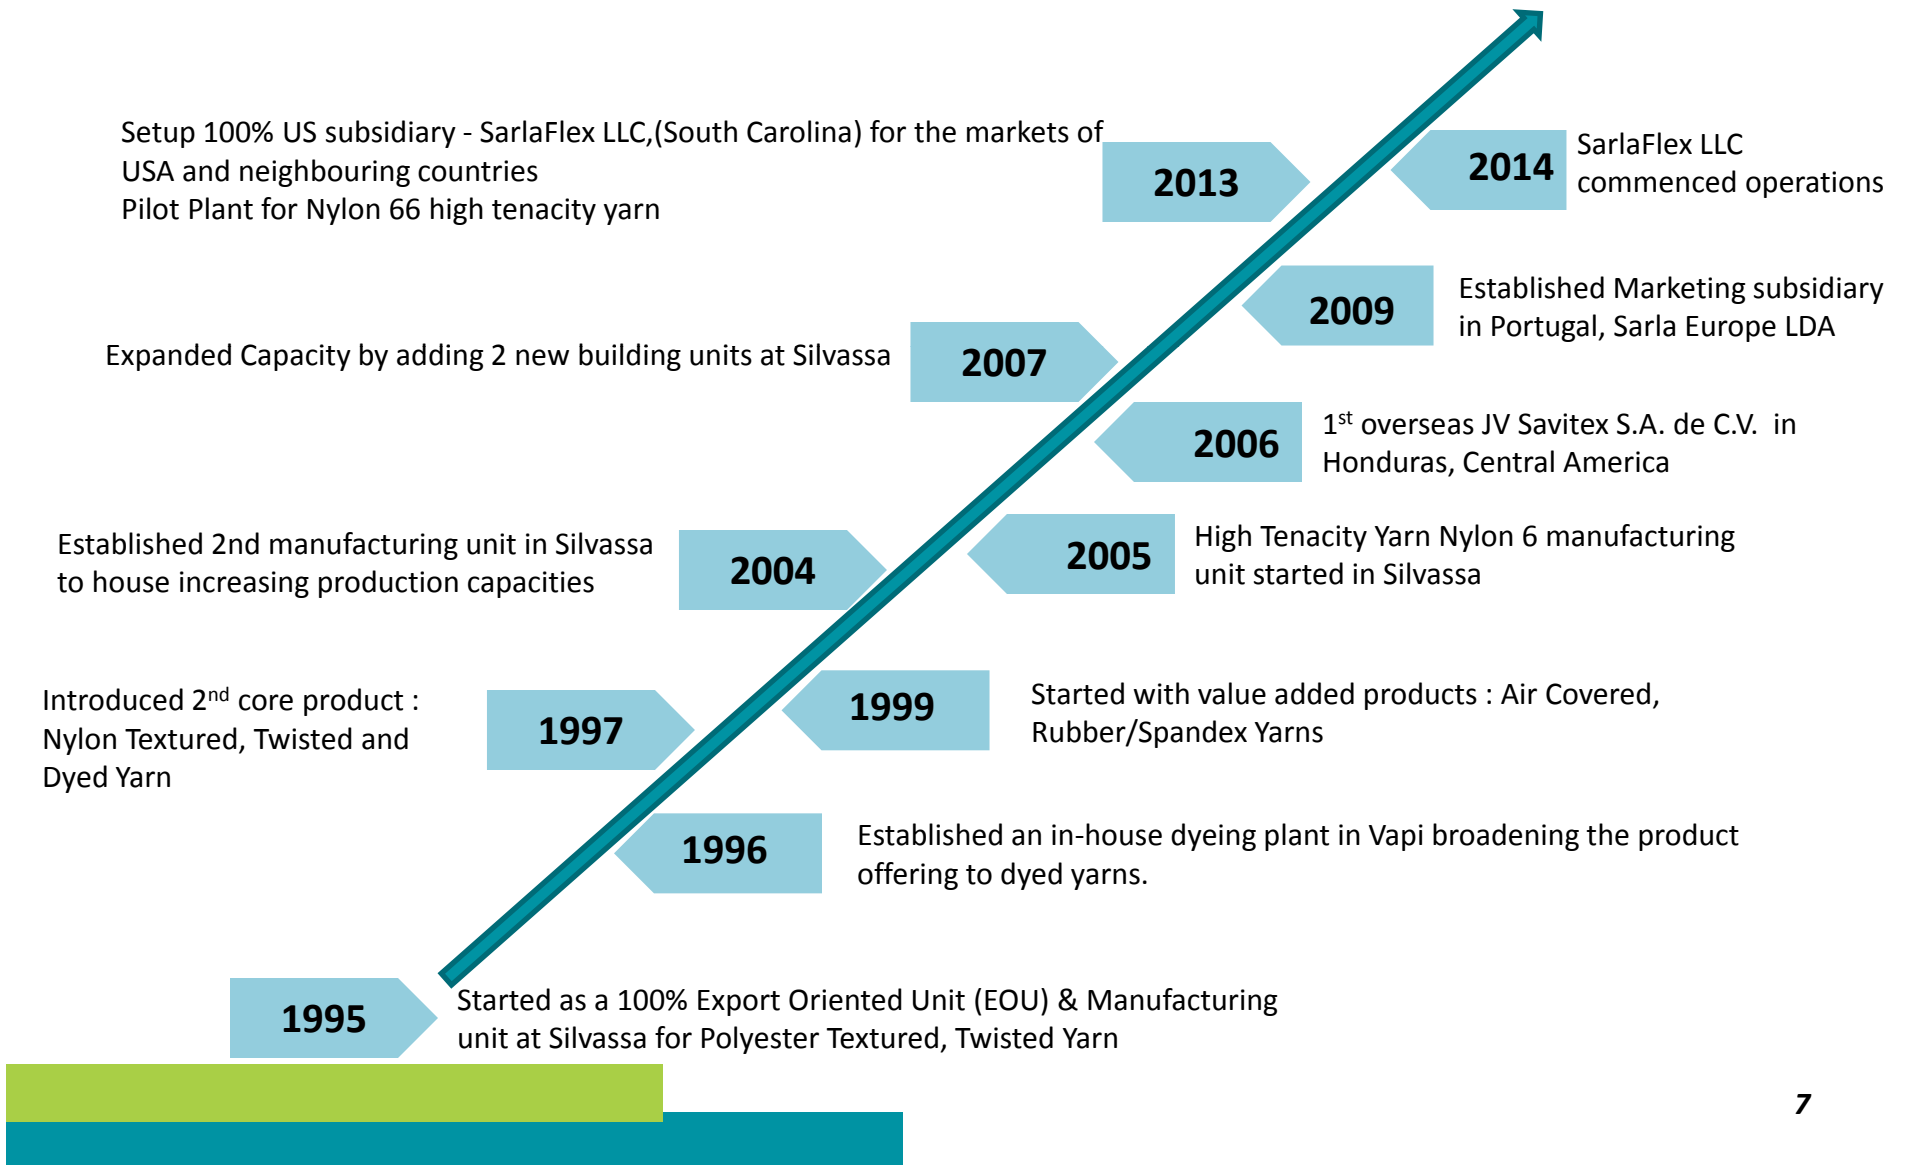 Setup 100% US subsidiary - SarlaFlex LLC,(South Carolina) for the markets of
USA and neighbouring countries
Pilot Plant for Nylon 66 high tenacity yarn
2013
2014
SarlaFlex LLC
commenced operations
2009
Established Marketing subsidiary
in Portugal, Sarla Europe LDA
Expanded Capacity by adding 2 new building units at Silvassa
2007
2006
1st overseas JV Savitex S.A. de C.V. in
Honduras, Central America
Established 2nd manufacturing unit in Silvassa
to house increasing production capacities
2004
2005
High Tenacity Yarn Nylon 6 manufacturing
unit started in Silvassa
Introduced 2nd core product :
Nylon Textured, Twisted and
Dyed Yarn
1997
1999
Started with value added products : Air Covered,
Rubber/Spandex Yarns
1996
Established an in-house dyeing plant in Vapi broadening the product
offering to dyed yarns.
1995
Started as a 100% Export Oriented Unit (EOU) & Manufacturing
unit at Silvassa for Polyester Textured, Twisted Yarn
7